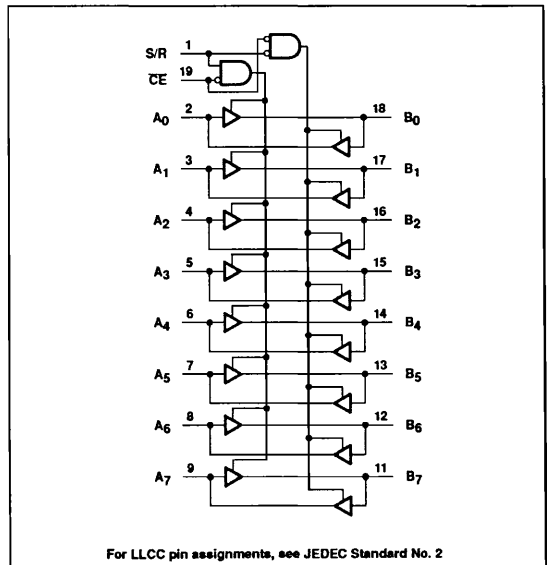 S/R 1
C̅E̅ 19
A0 2 18 B0
A1 3 17 B1
A2 4 16 B2
A3 5 15 B3
A4 6 14 B4
A5 7 13 B5
A6 8 12 B6
A7 9 11 B7
For LLCC pin assignments, see JEDEC Standard No. 2